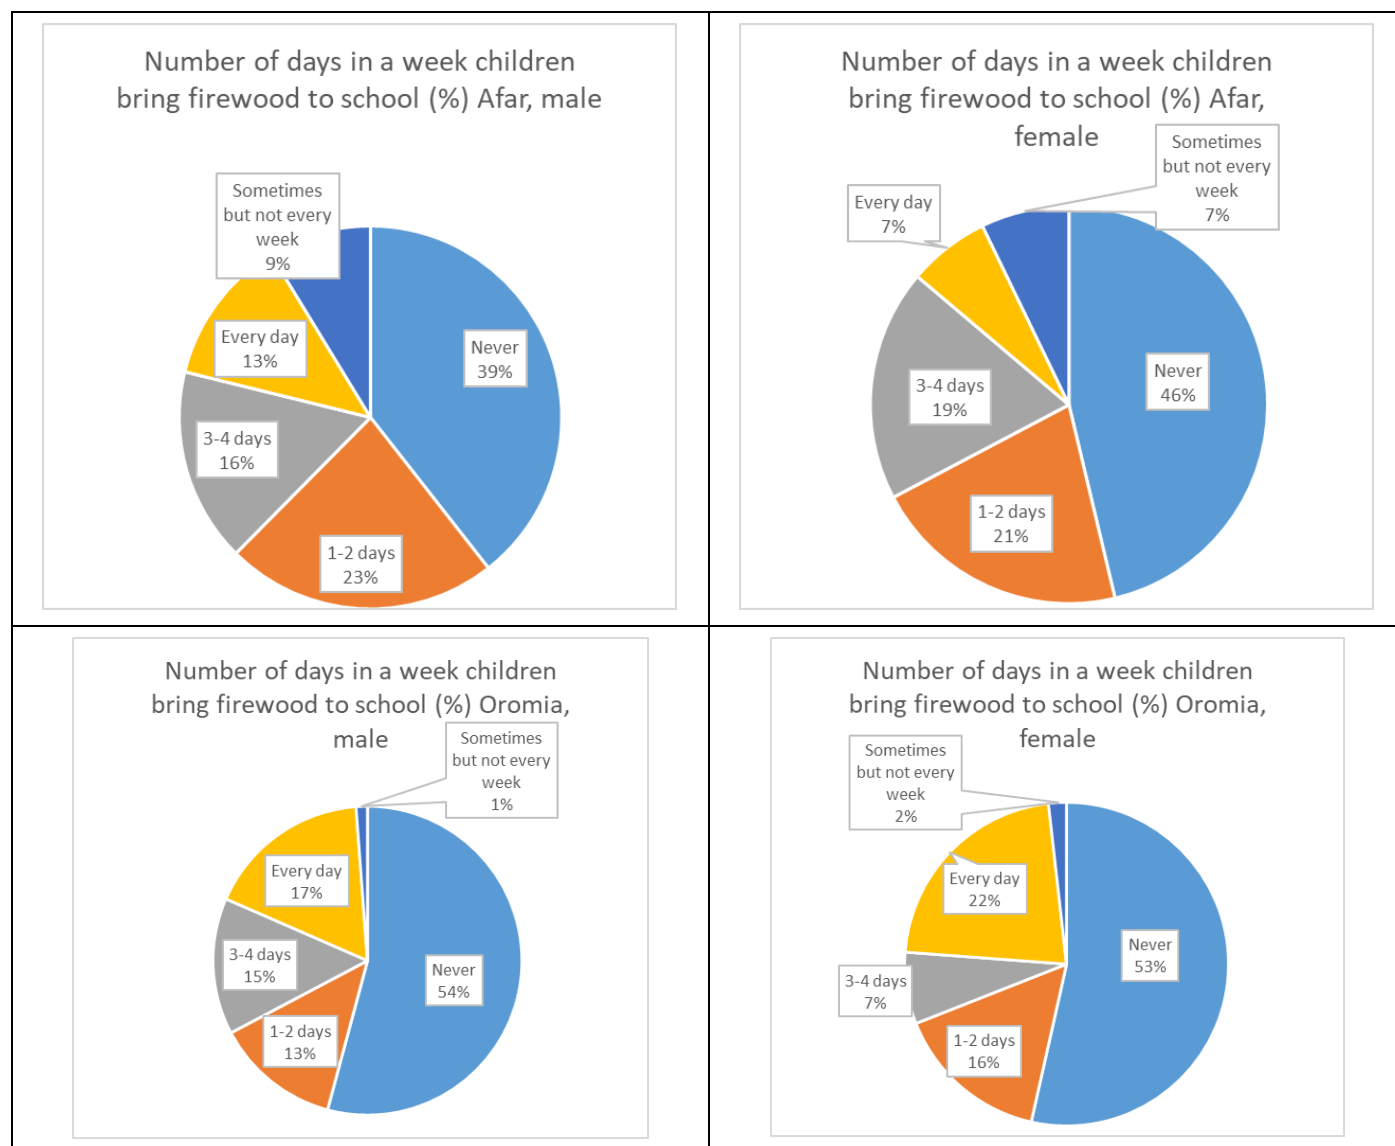 Number of days in a week children
bring firewood to school (%) Afar, male
Sometimes
but not every
week
9%
Never
39%
Every day
13%
3-4 days
16%
1-2 days
23%
Number of days in a week children
bring firewood to school (%) Afar,
female
Sometimes
but not every
week
7%
Every day
7%
Never
46%
3-4 days
19%
1-2 days
21%
Number of days in a week children
bring firewood to school (%) Oromia,
male
Sometimes
but not every
week
1%
Every day
17%
3-4 days
15%
Never
54%
1-2 days
13%
Number of days in a week children
bring firewood to school (%) Oromia,
female
Sometimes
but not every
week
2%
Every day
22%
Never
53%
3-4 days
7%
1-2 days
16%